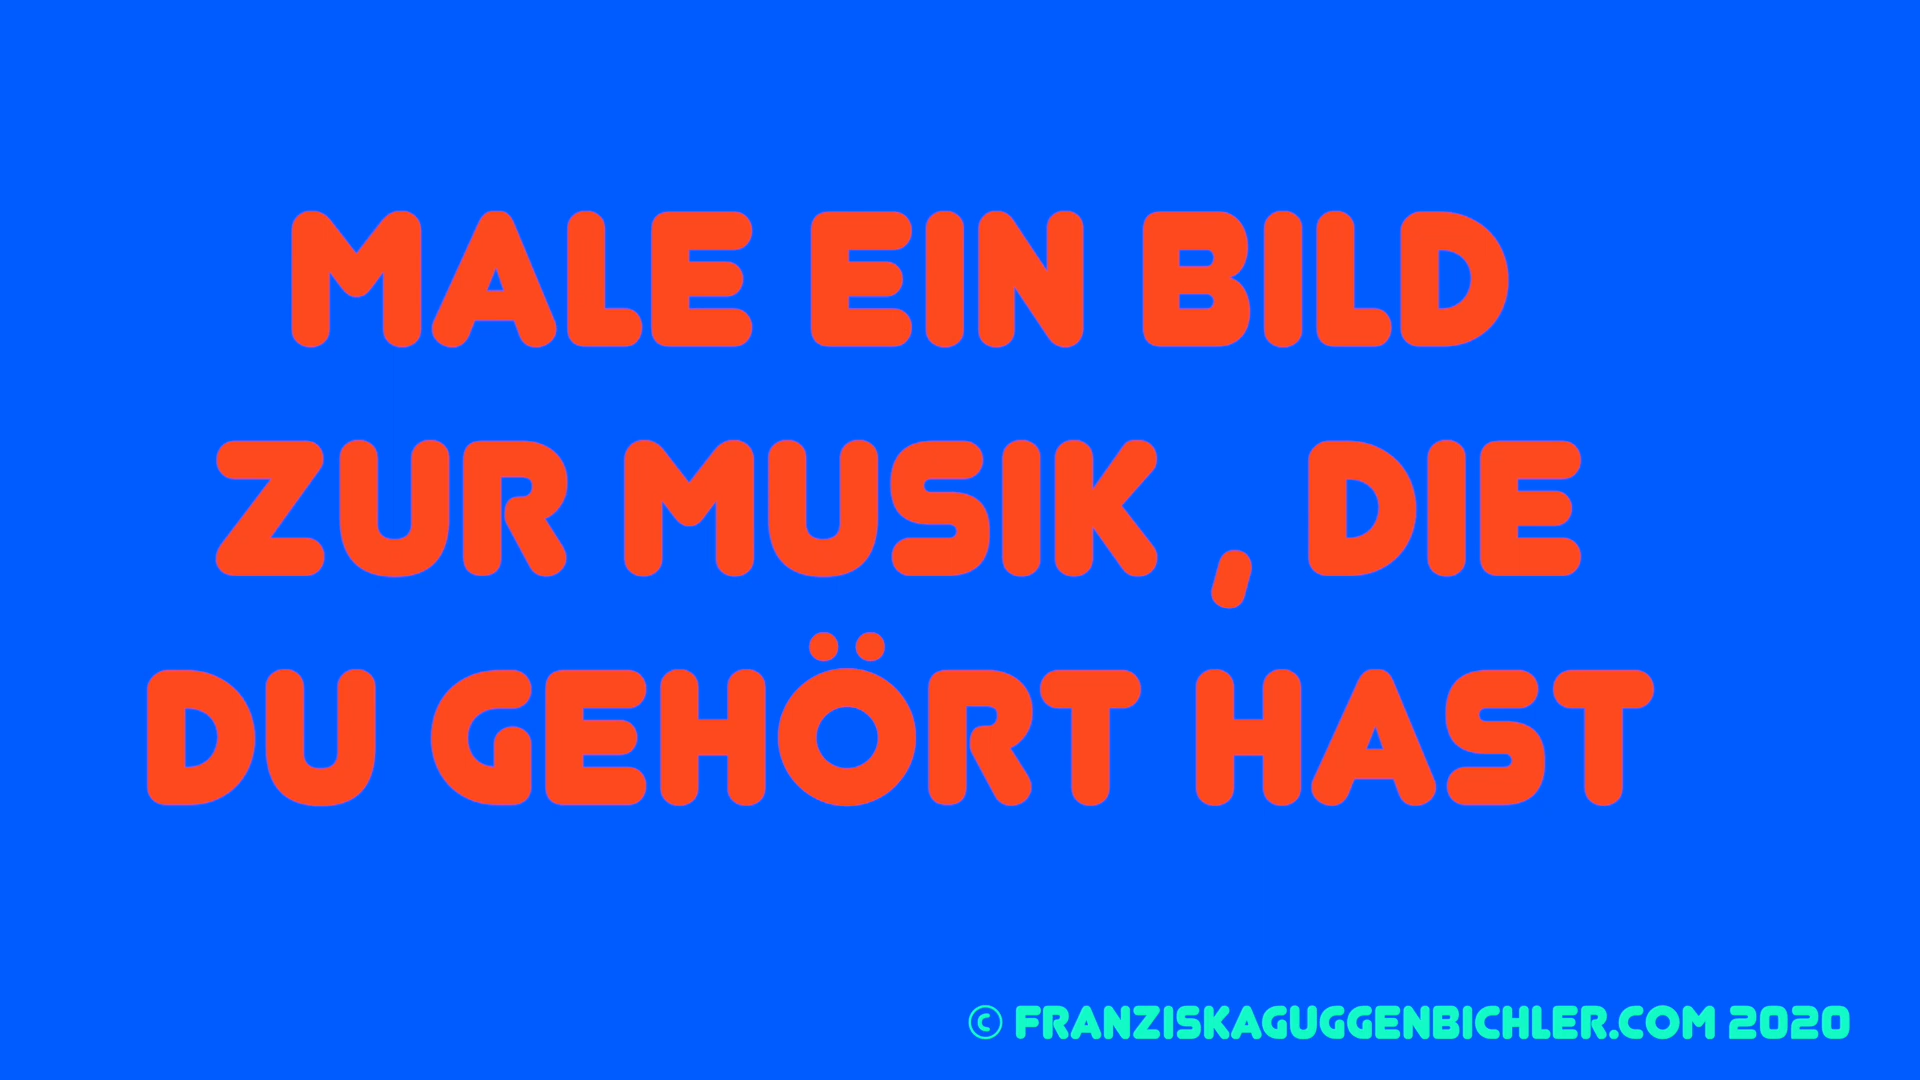 MALE EIN BILD
ZUR MUSIK , DIE
DU GEHÖRT HAST
© FRANZISKAGUGGENBICHLER.COM 2020